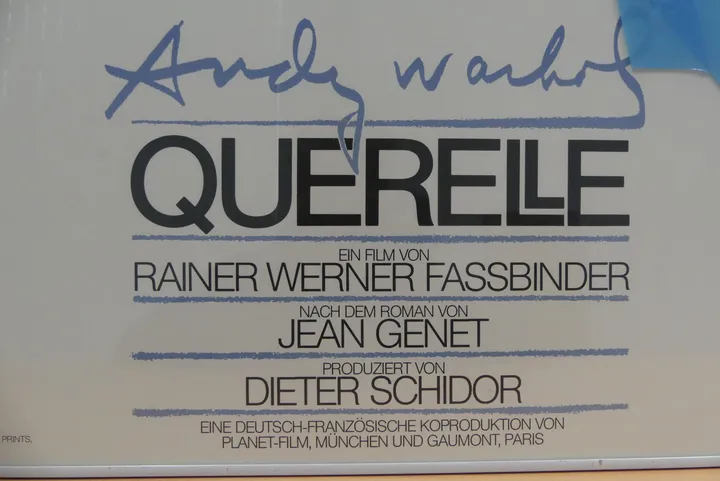 Andy Warhol
QUERELLE
EIN FILM VON
RAINER WERNER FASSBINDER
NACH DEM ROMAN VON
JEAN GENET
PRODUZIERT VON
DIETER SCHIDOR
EINE DEUTSCH-FRANZÖSISCHE KOPRODUKTION VON
PLANET-FILM, MÜNCHEN UND GAUMONT, PARIS
PRINTS,